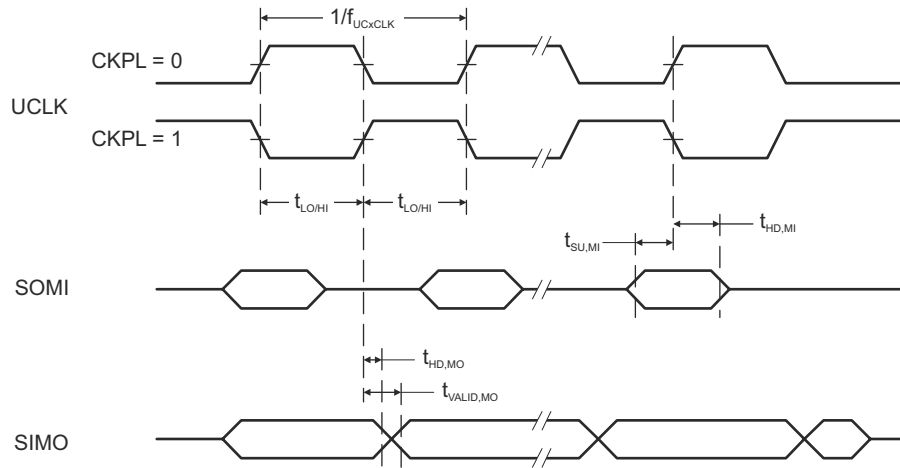 1/fUCxCLK
CKPL = 0
UCLK
CKPL = 1
tLO/HI
tLO/HI
tHD,MI
tSU,MI
SOMI
tHD,MO
tVALID,MO
SIMO